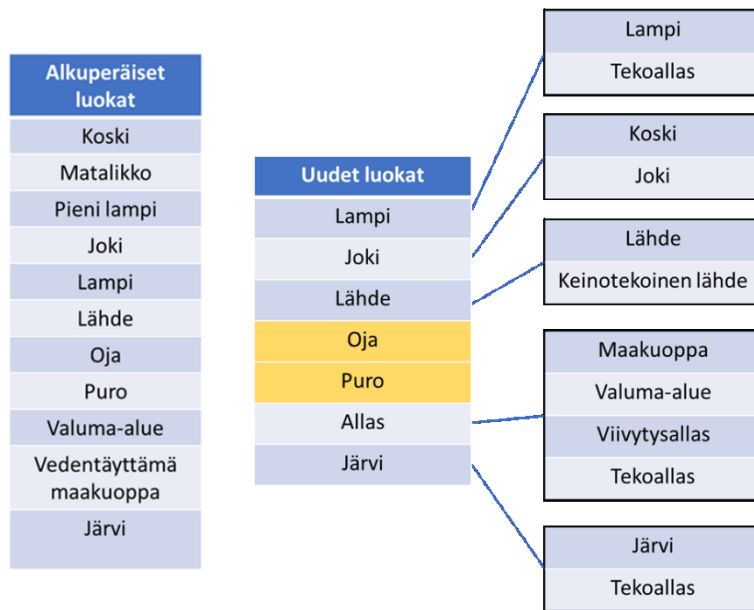 Alkuperäiset
luokat
Koski
Matalikko
Pieni lampi
Joki
Lampi
Lähde
Oja
Puro
Valuma-alue
Vedentäyttämä
maakuoppa
Järvi
Uudet luokat
Lampi
Joki
Lähde
Oja
Puro
Allas
Järvi
Lampi
Tekoallas
Koski
Joki
Lähde
Keinotekoinen lähde
Maakuoppa
Valuma-alue
Viivytysallas
Tekoallas
Järvi
Tekoallas